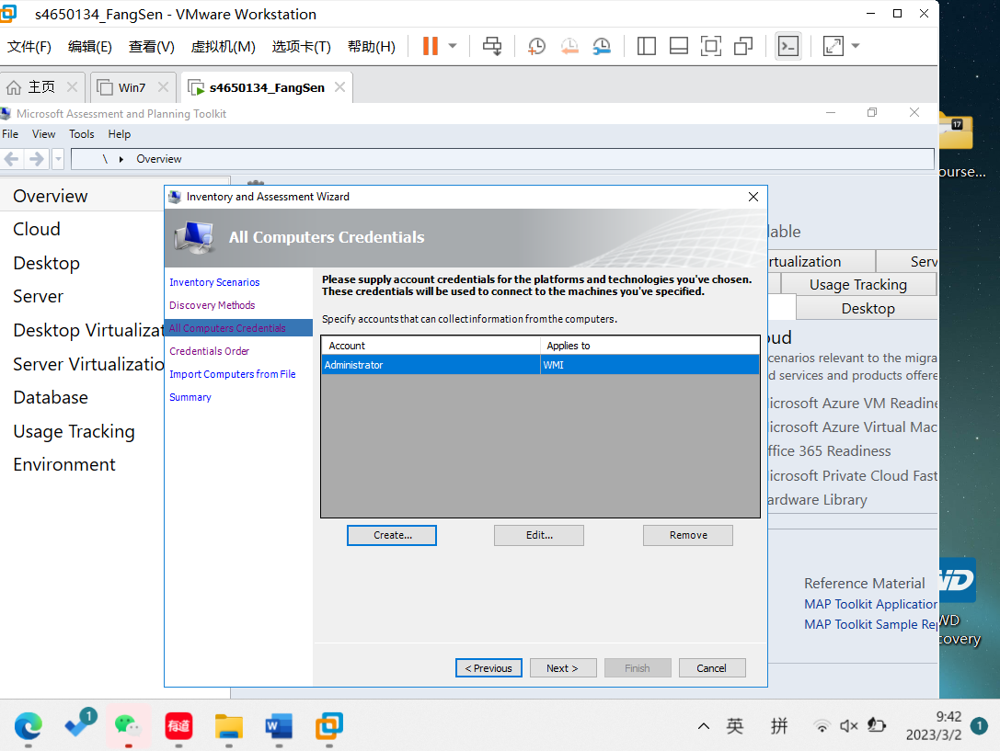 s4650134_FangSen - VMware Workstation
文件(F) 编辑(E) 查看(V) 虚拟机(M) 选项卡(T) 帮助(H)
主页 Win7 s4650134_FangSen
Microsoft Assessment and Planning Toolkit
File View Tools Help
\ Overview
Overview
Cloud
Desktop
Server
Desktop Virtualizat
Server Virtualizatio
Database
Usage Tracking
Environment
Inventory and Assessment Wizard
All Computers Credentials
Inventory Scenarios
Discovery Methods
All Computers Credentials
Credentials Order
Import Computers from File
Summary
Please supply account credentials for the platforms and technologies you've chosen.
These credentials will be used to connect to the machines you've specified.
Specify accounts that can collect information from the computers.
Account Applies to
Administrator WMI
Create... Edit... Remove
< Previous Next > Finish Cancel
lable
rtualization Serv
Usage Tracking
Desktop
oud
cenarios relevant to the migra
d services and products offere
icrosoft Azure VM Readine
icrosoft Azure Virtual Mac
ffice 365 Readiness
icrosoft Private Cloud Fast
ardware Library
Reference Material
MAP Toolkit Application
MAP Toolkit Sample Rep
17
ourse...
WD
WD
covery
1
有道
W
英 拼
9:42
2023/3/2
1